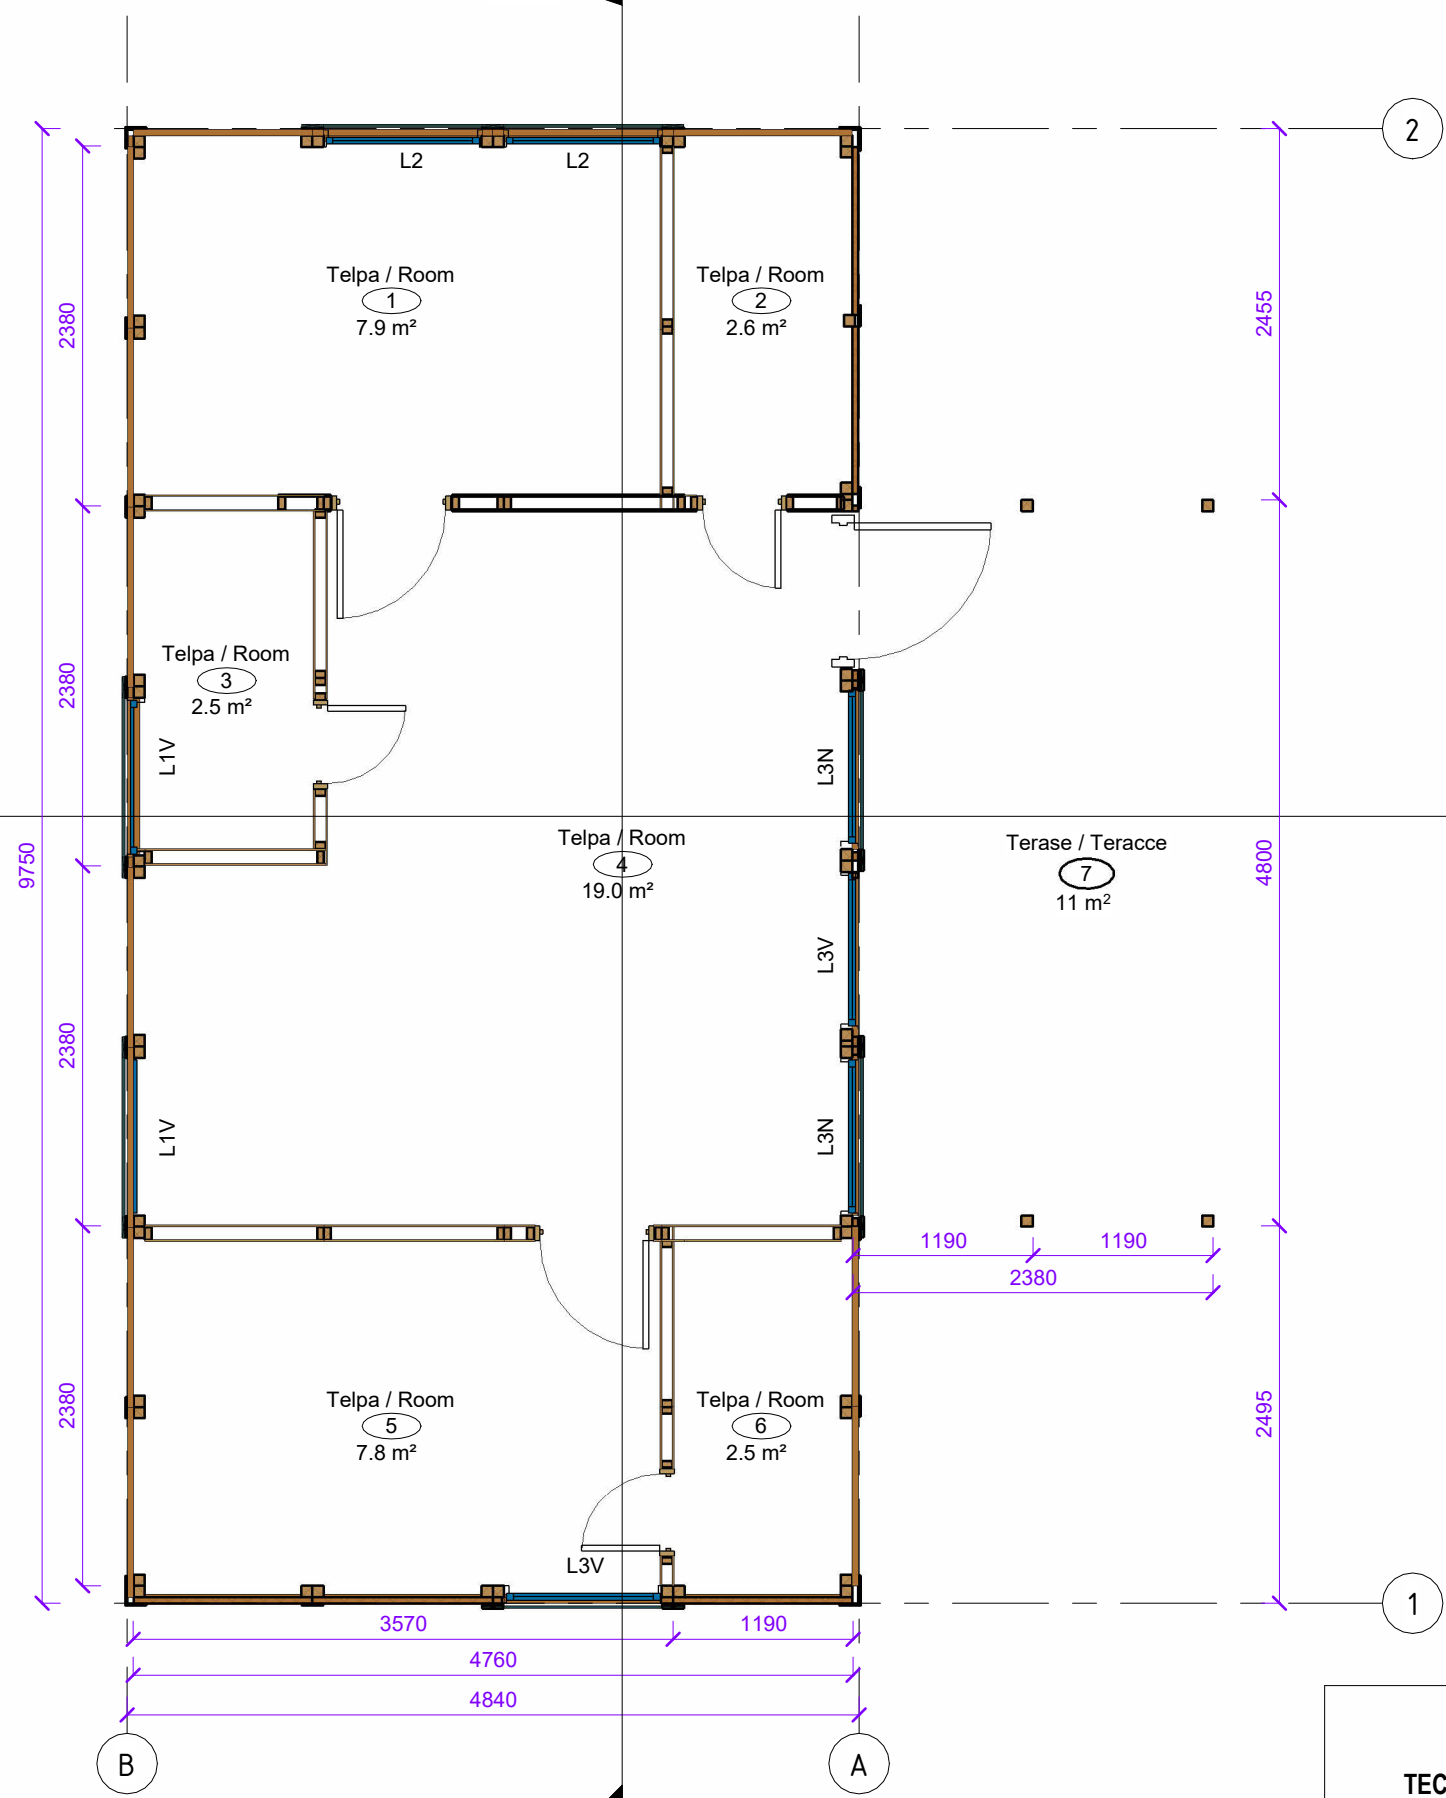 2
L2 L2
Telpa / Room
1
7.9 m²
Telpa / Room
2
2.6 m²
2380
2455
Telpa / Room
3
2.5 m²
2380
L1V
L3N
Telpa / Room
4
19.0 m²
Terase / Teracce
7
11 m²
9750
4800
L3V
2380
L1V
L3N
1190 1190
2380
Telpa / Room
5
7.8 m²
Telpa / Room
6
2.5 m²
2380
2495
L3V
3570 1190
1
4760
4840
B A
TEC